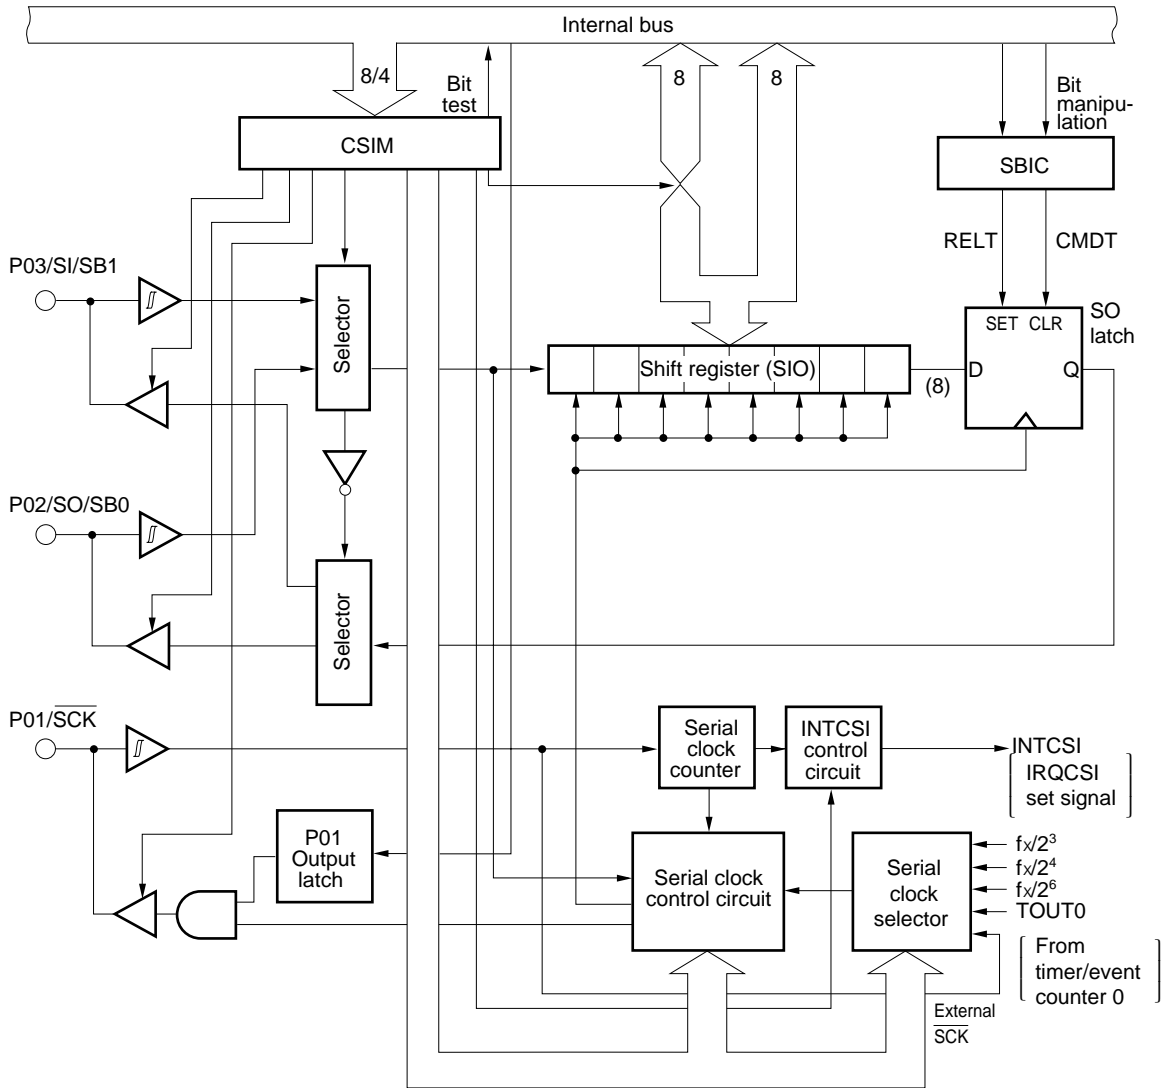 Internal bus
8/4
Bit
test
8
8
Bit
manipu-
lation
CSIM
SBIC
RELT
CMDT
P03/SI/SB1
Selector
SET CLR
SO
latch
Shift register (SIO)
D
Q
(8)
P02/SO/SB0
Selector
P01/S̅C̅K̅
Serial
clock
counter
INTCSI
control
circuit
INTCSI
IRQCSI
set signal
P01
Output
latch
Serial clock
control circuit
Serial
clock
selector
fX/2³
fX/2⁴
fX/2⁶
TOUT0
From
timer/event
counter 0
External
S̅C̅K̅